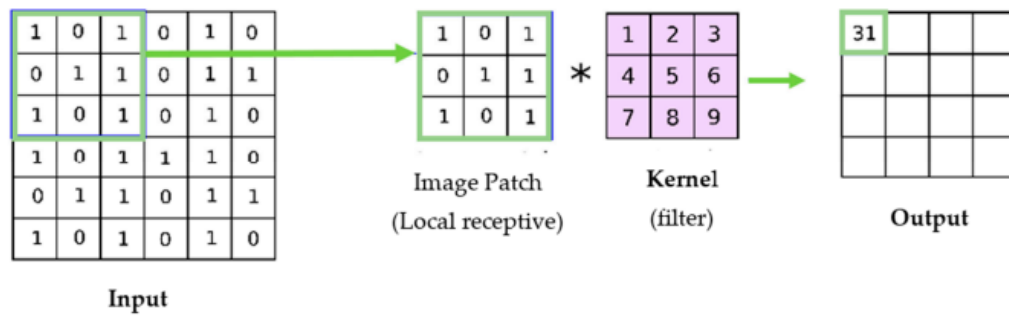 1 0 1 0 1 0
0 1 1 0 1 1
1 0 1 0 1 0
1 0 1 1 1 0
0 1 1 0 1 1
1 0 1 0 1 0
Input
1 0 1
0 1 1
1 0 1
Image Patch
(Local receptive)
*
1 2 3
4 5 6
7 8 9
Kernel
(filter)
31
Output